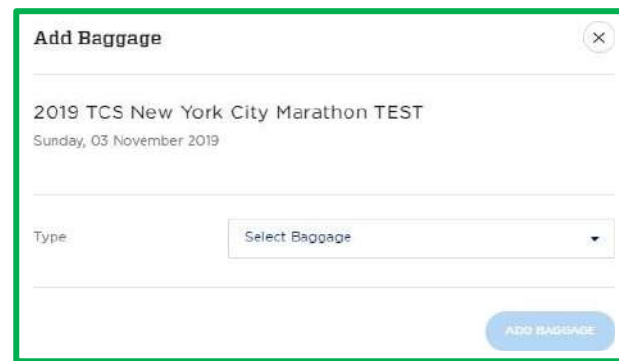 Add Baggage
2019 TCS New York City Marathon TEST
Sunday, 03 November 2019
Type Select Baggage
ADD BAGGAGE